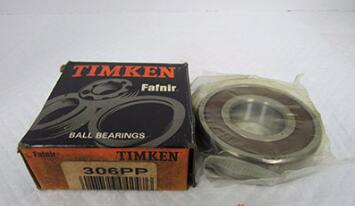 TIMKEN
Fafnir
BALL BEARINGS
Fafnir TIMKEN
306PP